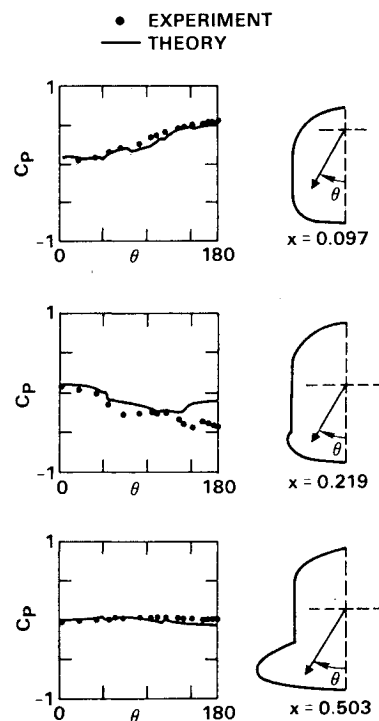 ● EXPERIMENT
— THEORY
1
CP
-1
0 θ 180
θ
x = 0.097
1
CP
-1
0 θ 180
θ
x = 0.219
1
CP
-1
0 θ 180
θ
x = 0.503